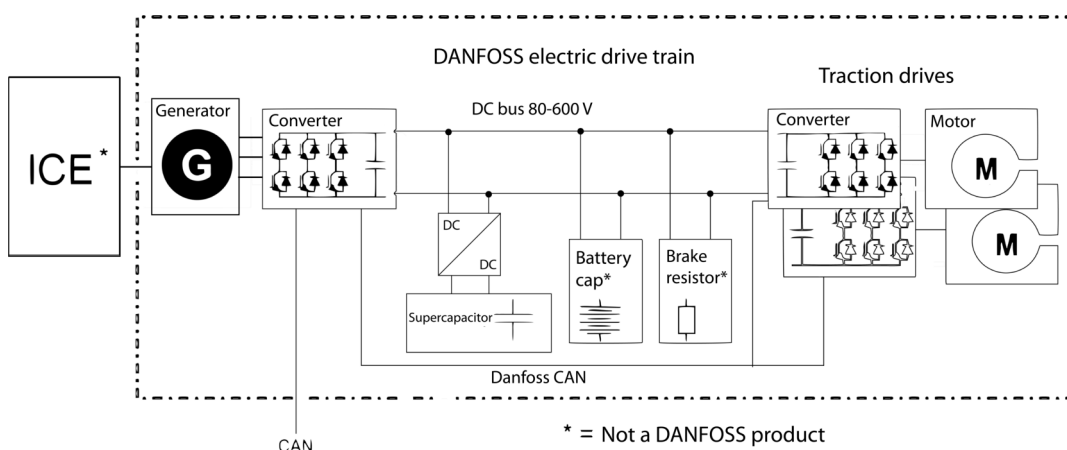 DANFOSS electric drive train
Traction drives
ICE*
Generator
G
Converter
DC bus 80-600 V
Converter
Motor
M
M
DC
DC
Supercapacitor
Battery
cap*
Brake
resistor*
Danfoss CAN
CAN
* = Not a DANFOSS product